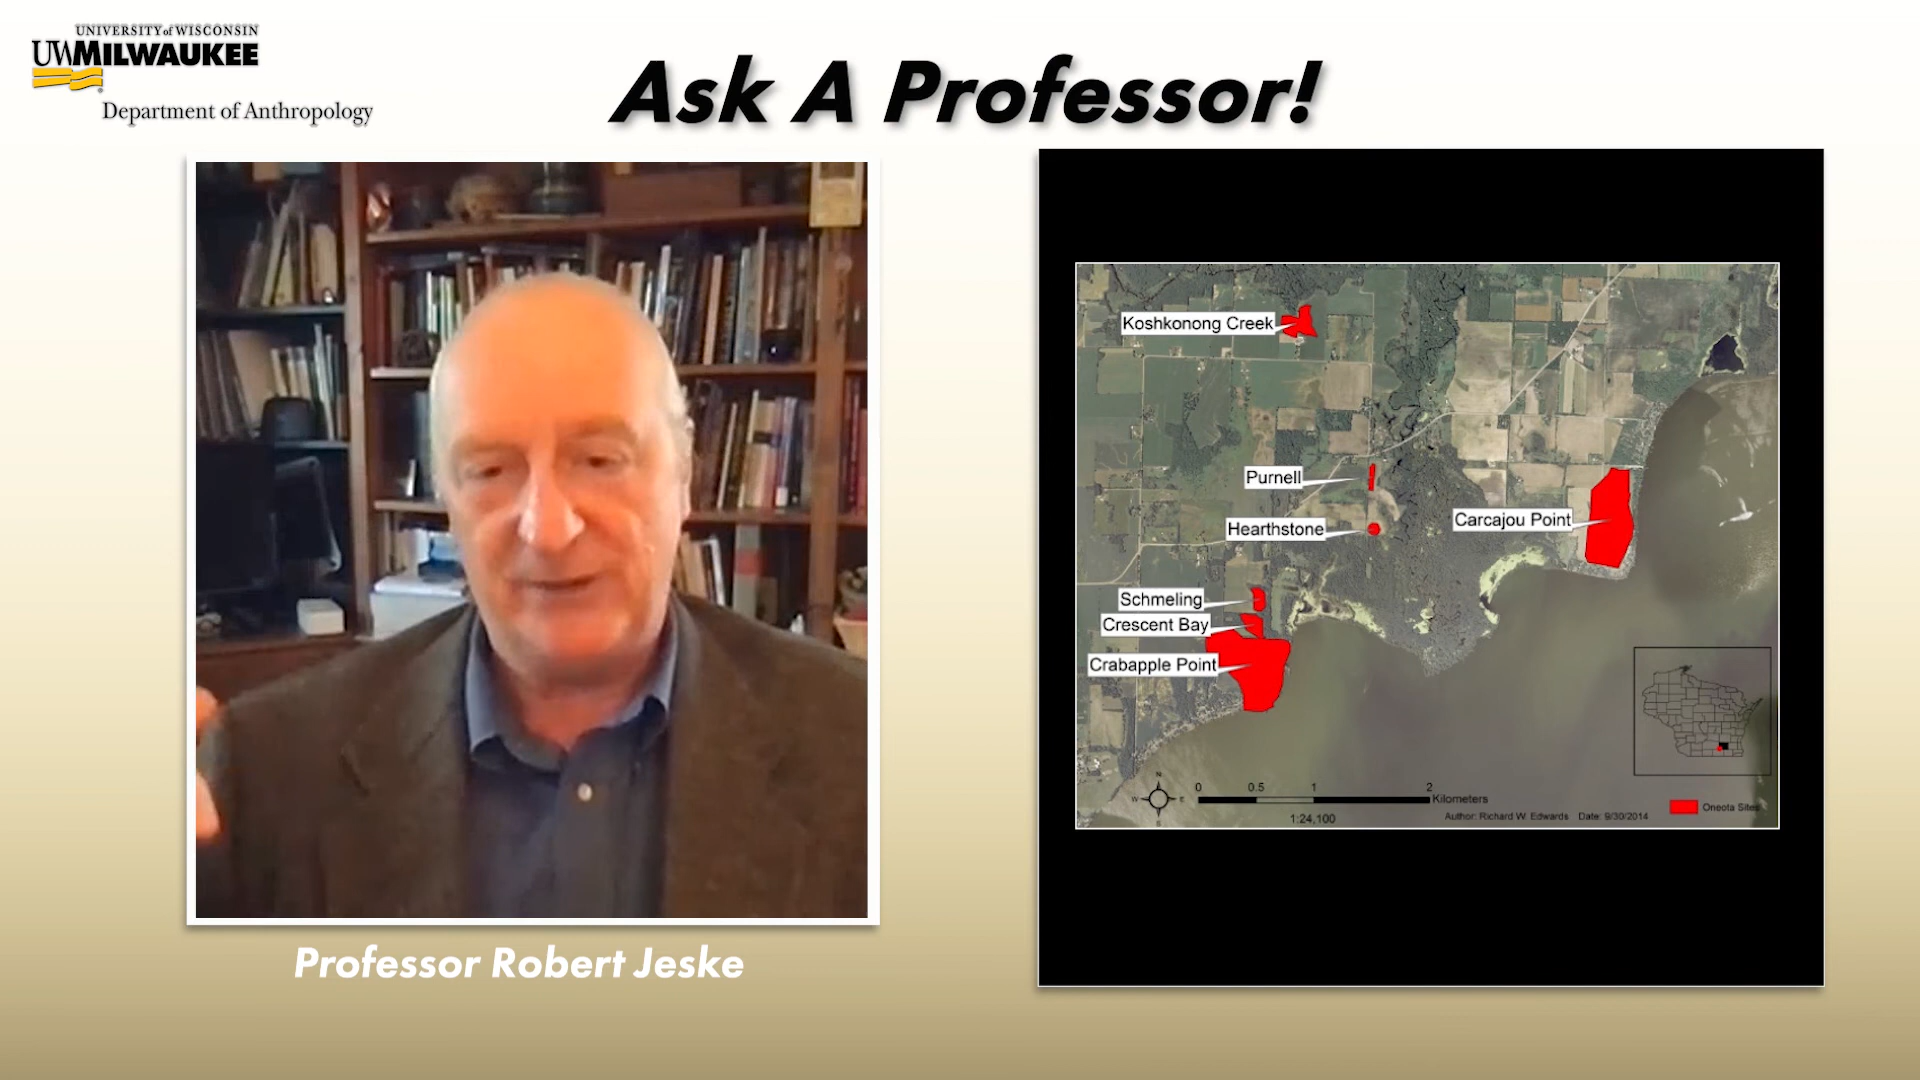 UNIVERSITY of WISCONSIN
UWMILWAUKEE
Department of Anthropology
Ask A Professor!
Koshkonong Creek
Purnell
Hearthstone
Carcajou Point
Schmeling
Crescent Bay
Crabapple Point
N
W E
S
0 0.5 1 2
Kilometers
1:24,100
Author: Richard W. Edwards Date: 9/30/2014
Oneota Sites
Professor Robert Jeske